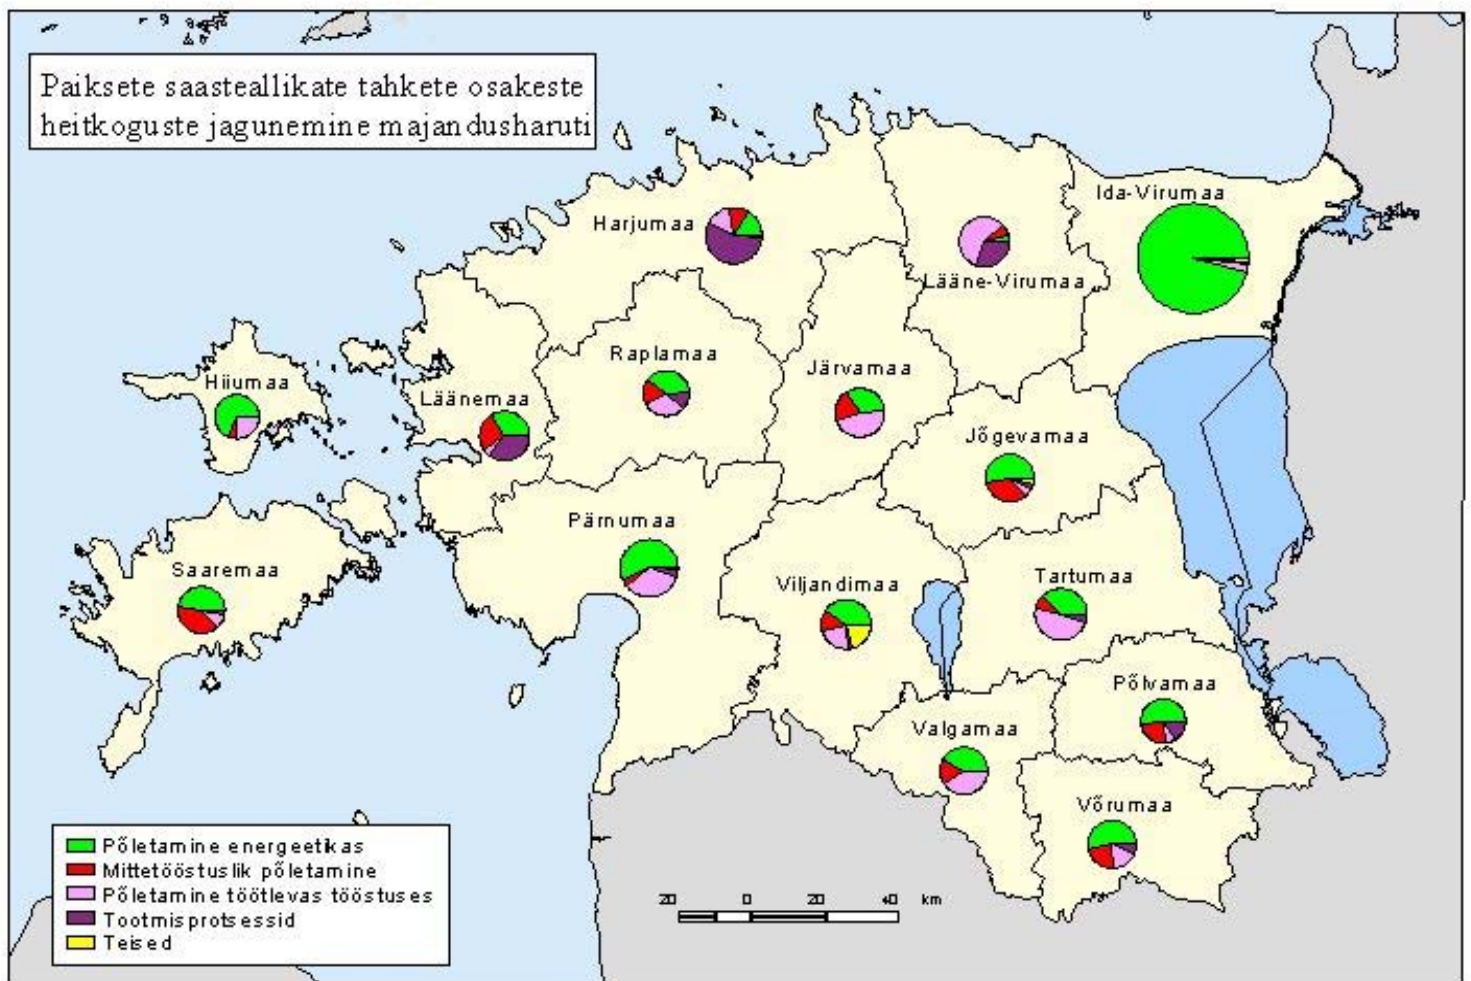 Paiksete saasteallikate tahkete osakeste
heitkoguste jagunemine majandusharuti
Ida-Virumaa
Harjumaa
Lääne-Virumaa
Raplamaa
Järvamaa
Hiiumaa
Läänemaa
Jõgevamaa
Pärnumaa
Saaremaa
Viljandimaa
Tartumaa
Põlvamaa
Valgamaa
Võrumaa
Põletamine energeetikas
Mittetööstuslik põletamine
Põletamine töötlevas tööstuses
Tootmisprotsessid
Teised
20 0 20 40 km